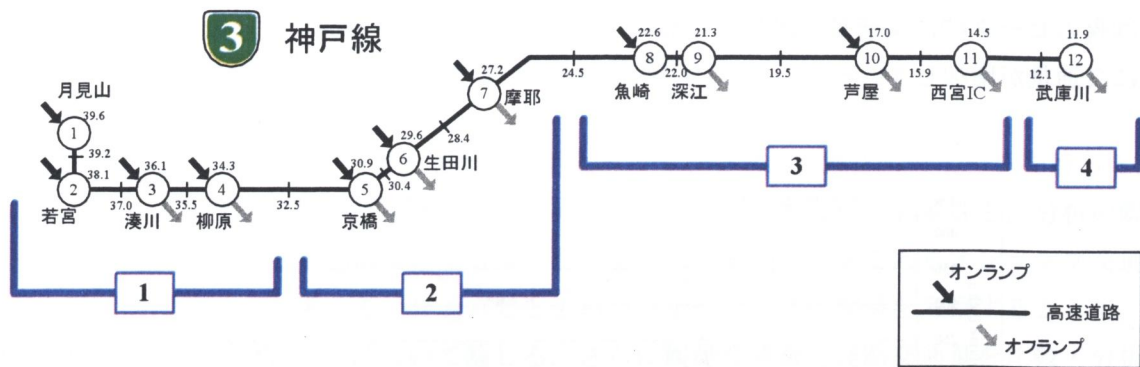 3 神戸線
月見山
1
39.6
39.2
2
38.1
若宮
37.0
3
36.1
湊川
35.5
4
34.3
柳原
32.5
5
30.9
京橋
30.4
6
29.6
生田川
28.4
7
27.2
摩耶
24.5
8
22.6
魚崎
22.0
9
21.3
深江
19.5
10
17.0
芦屋
15.9
11
14.5
西宮IC
12.1
12
11.9
武庫川
1
2
3
4
オンランプ
高速道路
オフランプ